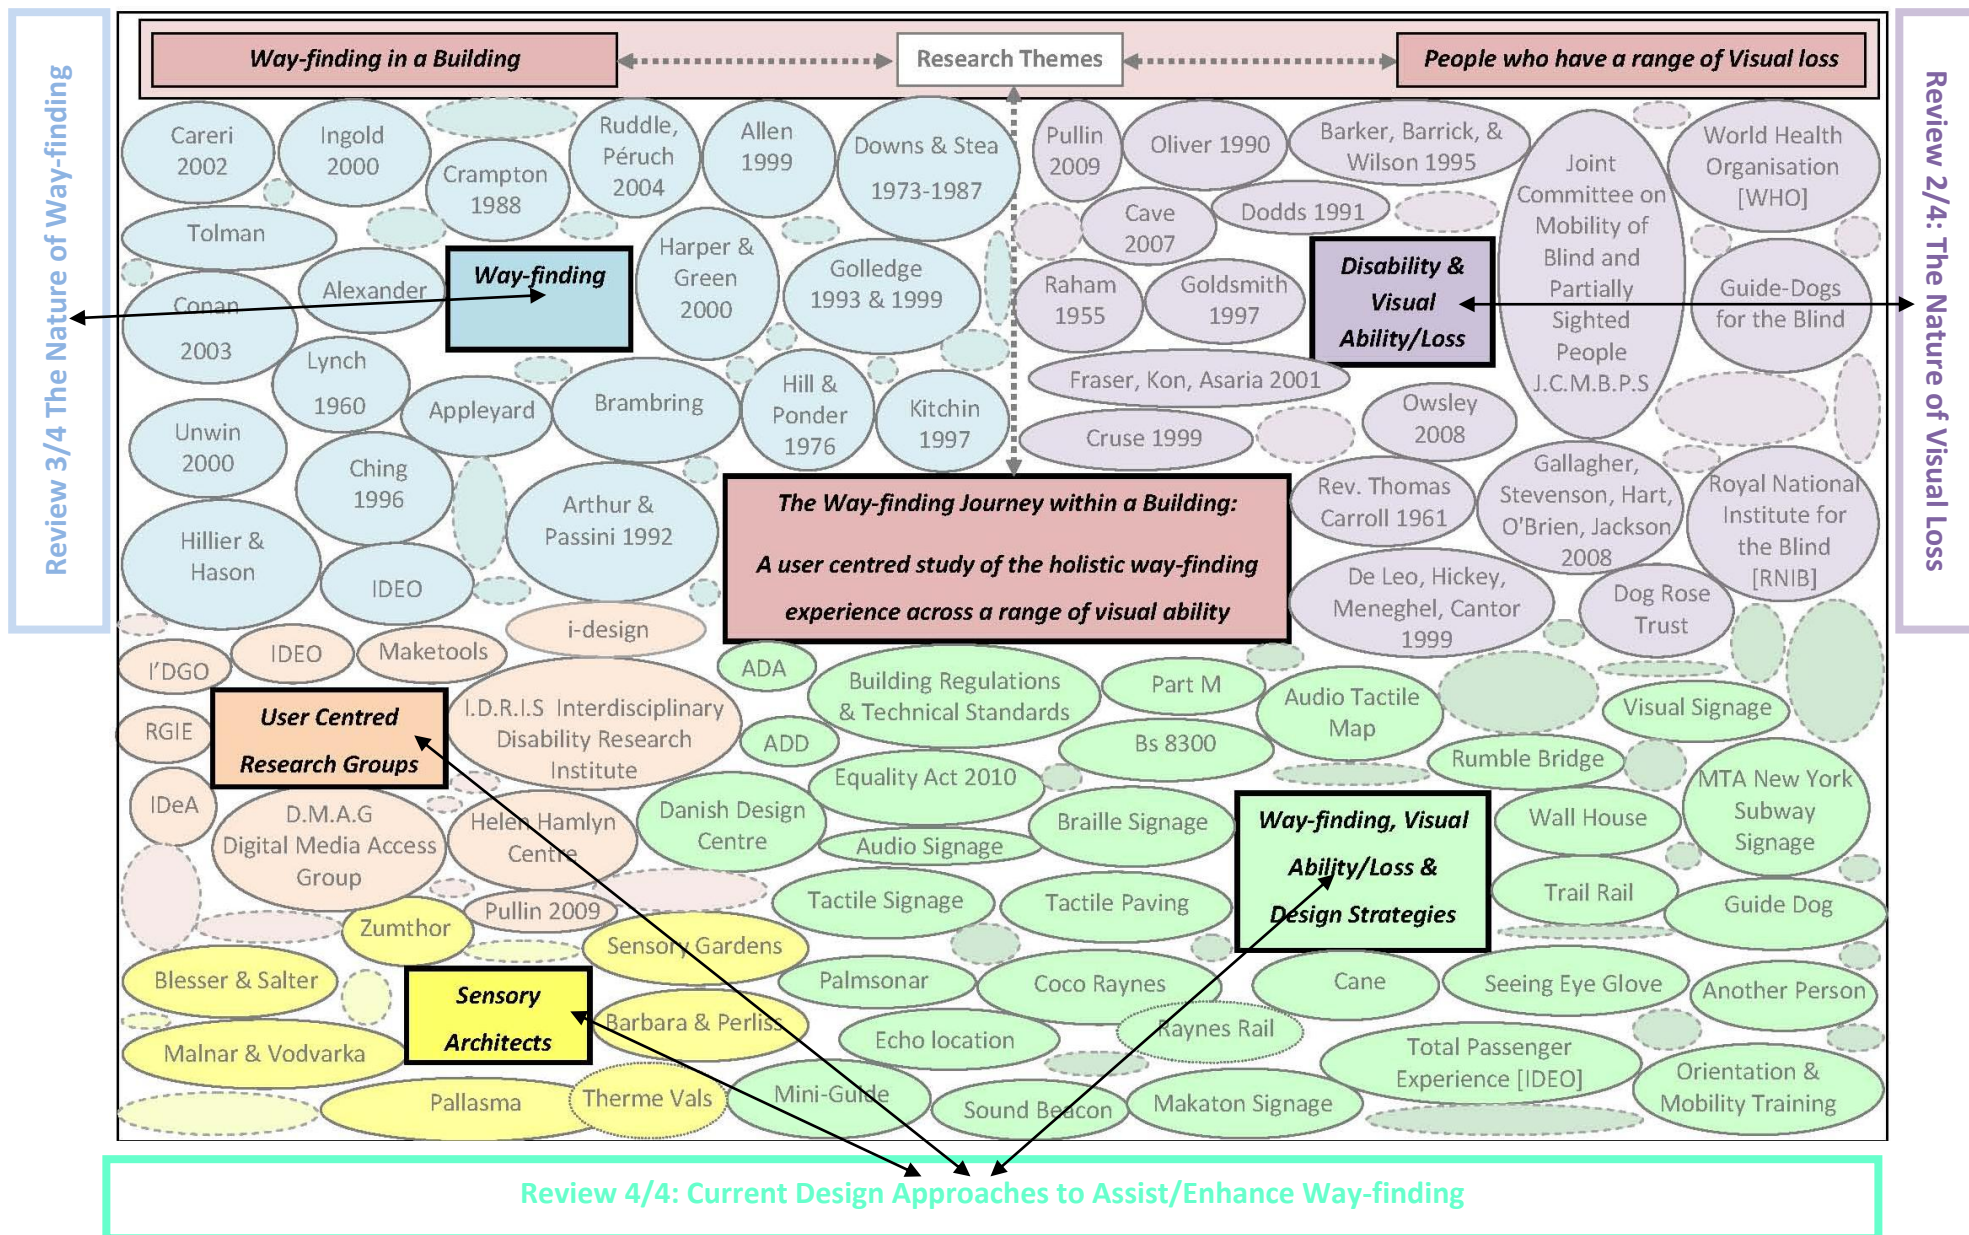 Way-finding in a Building
Research Themes
People who have a range of Visual loss
Review 3/4 The Nature of Way-finding
Careri
2002
Ingold
2000
Crampton
1988
Ruddle,
Péruch
2004
Allen
1999
Downs & Stea
1973-1987
Tolman
Conan
2003
Alexander
Way-finding
Harper &
Green
2000
Golledge
1993 & 1999
Lynch
1960
Appleyard
Brambring
Hill &
Ponder
1976
Kitchin
1997
Unwin
2000
Ching
1996
Arthur &
Passini 1992
Hillier &
Hason
IDEO
Pullin
2009
Oliver 1990
Barker, Barrick, &
Wilson 1995
Joint
Committee on
Mobility of
Blind and
Partially
Sighted
People
J.C.M.B.P.S
World Health
Organisation
[WHO]
Cave
2007
Dodds 1991
Raham
1955
Goldsmith
1997
Disability &
Visual
Ability/Loss
Guide-Dogs
for the Blind
Fraser, Kon, Asaria 2001
Owsley
2008
Cruse 1999
Rev. Thomas
Carroll 1961
Gallagher,
Stevenson, Hart,
O'Brien, Jackson
2008
Royal National
Institute for
the Blind
[RNIB]
De Leo, Hickey,
Meneghel, Cantor
1999
Dog Rose
Trust
Review 2/4: The Nature of Visual Loss
The Way-finding Journey within a Building:
A user centred study of the holistic way-finding
experience across a range of visual ability
i-design
I'DGO
IDEO
Maketools
RGIE
User Centred
Research Groups
I.D.R.I.S Interdisciplinary
Disability Research
Institute
IDeA
D.M.A.G
Digital Media Access
Group
Helen Hamlyn
Centre
Pullin 2009
Zumthor
Sensory Gardens
Blesser & Salter
Sensory
Architects
Barbara & Perliss
Malnar & Vodvarka
Pallasma
Therme Vals
ADA
Building Regulations
& Technical Standards
Part M
Audio Tactile
Map
Visual Signage
ADD
Bs 8300
Rumble Bridge
Equality Act 2010
MTA New York
Subway
Signage
Danish Design
Centre
Audio Signage
Braille Signage
Way-finding, Visual
Ability/Loss &
Design Strategies
Wall House
Tactile Signage
Tactile Paving
Trail Rail
Guide Dog
Palmsonar
Coco Raynes
Cane
Seeing Eye Glove
Another Person
Echo location
Raynes Rail
Total Passenger
Experience [IDEO]
Orientation &
Mobility Training
Mini-Guide
Sound Beacon
Makaton Signage
Review 4/4: Current Design Approaches to Assist/Enhance Way-finding